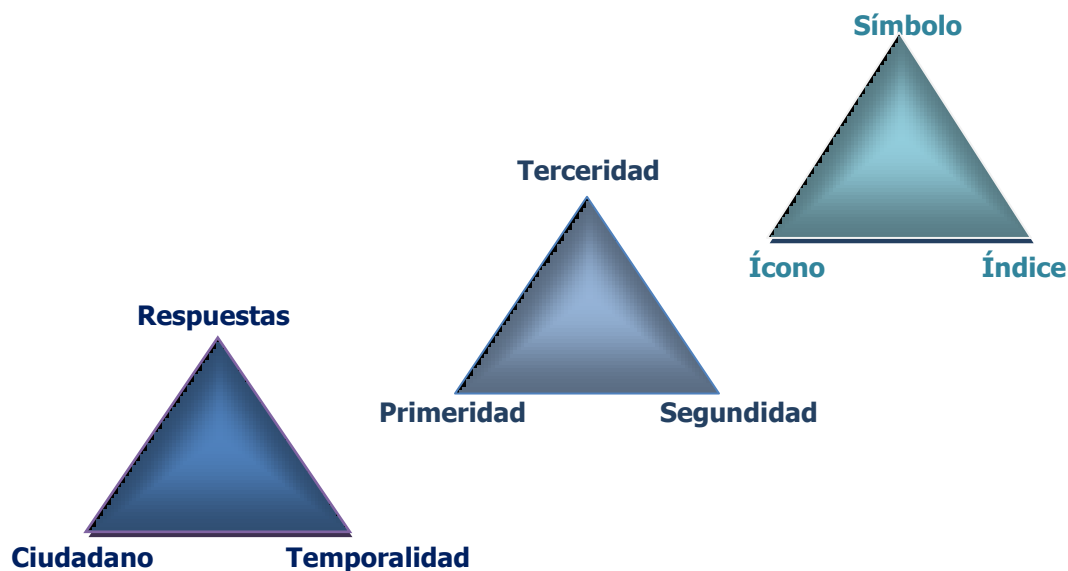 Símbolo
Terceridad
Ícono Índice
Respuestas
Primeridad Segundidad
Ciudadano Temporalidad